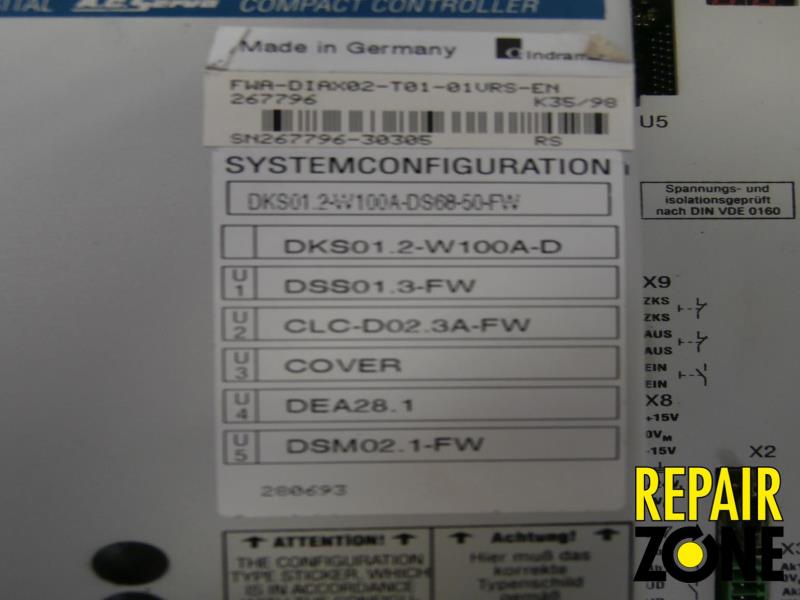 ITAL COMPACT CONTROLLER
Made in Germany Indrama
FWA-DIAX02-T01-01VRS-EN
267796 K35/98
SN267796-30305 RS
SYSTEMCONFIGURATION
DKS01.2-W100A-DS68-50-FW
DKS01.2-W100A-D
U1 DSS01.3-FW
U2 CLC-D02.3A-FW
U3 COVER
U4 DEA28.1
U5 DSM02.1-FW
280693
ATTENTION!
THE CONFIGURATION
TYPE STICKER, WHICH
IS IN ACCORDANCE
Achtung!
Hier muß das
korrekte
Typenschild
gemäß
U5
Spannungs- und
isolationsgeprüft
nach DIN VDE 0160
X9
ZKS
ZKS
AUS
AUS
EIN
EIN
X8
+15V
0VM
-15V
X2
REPAIR
ZONE